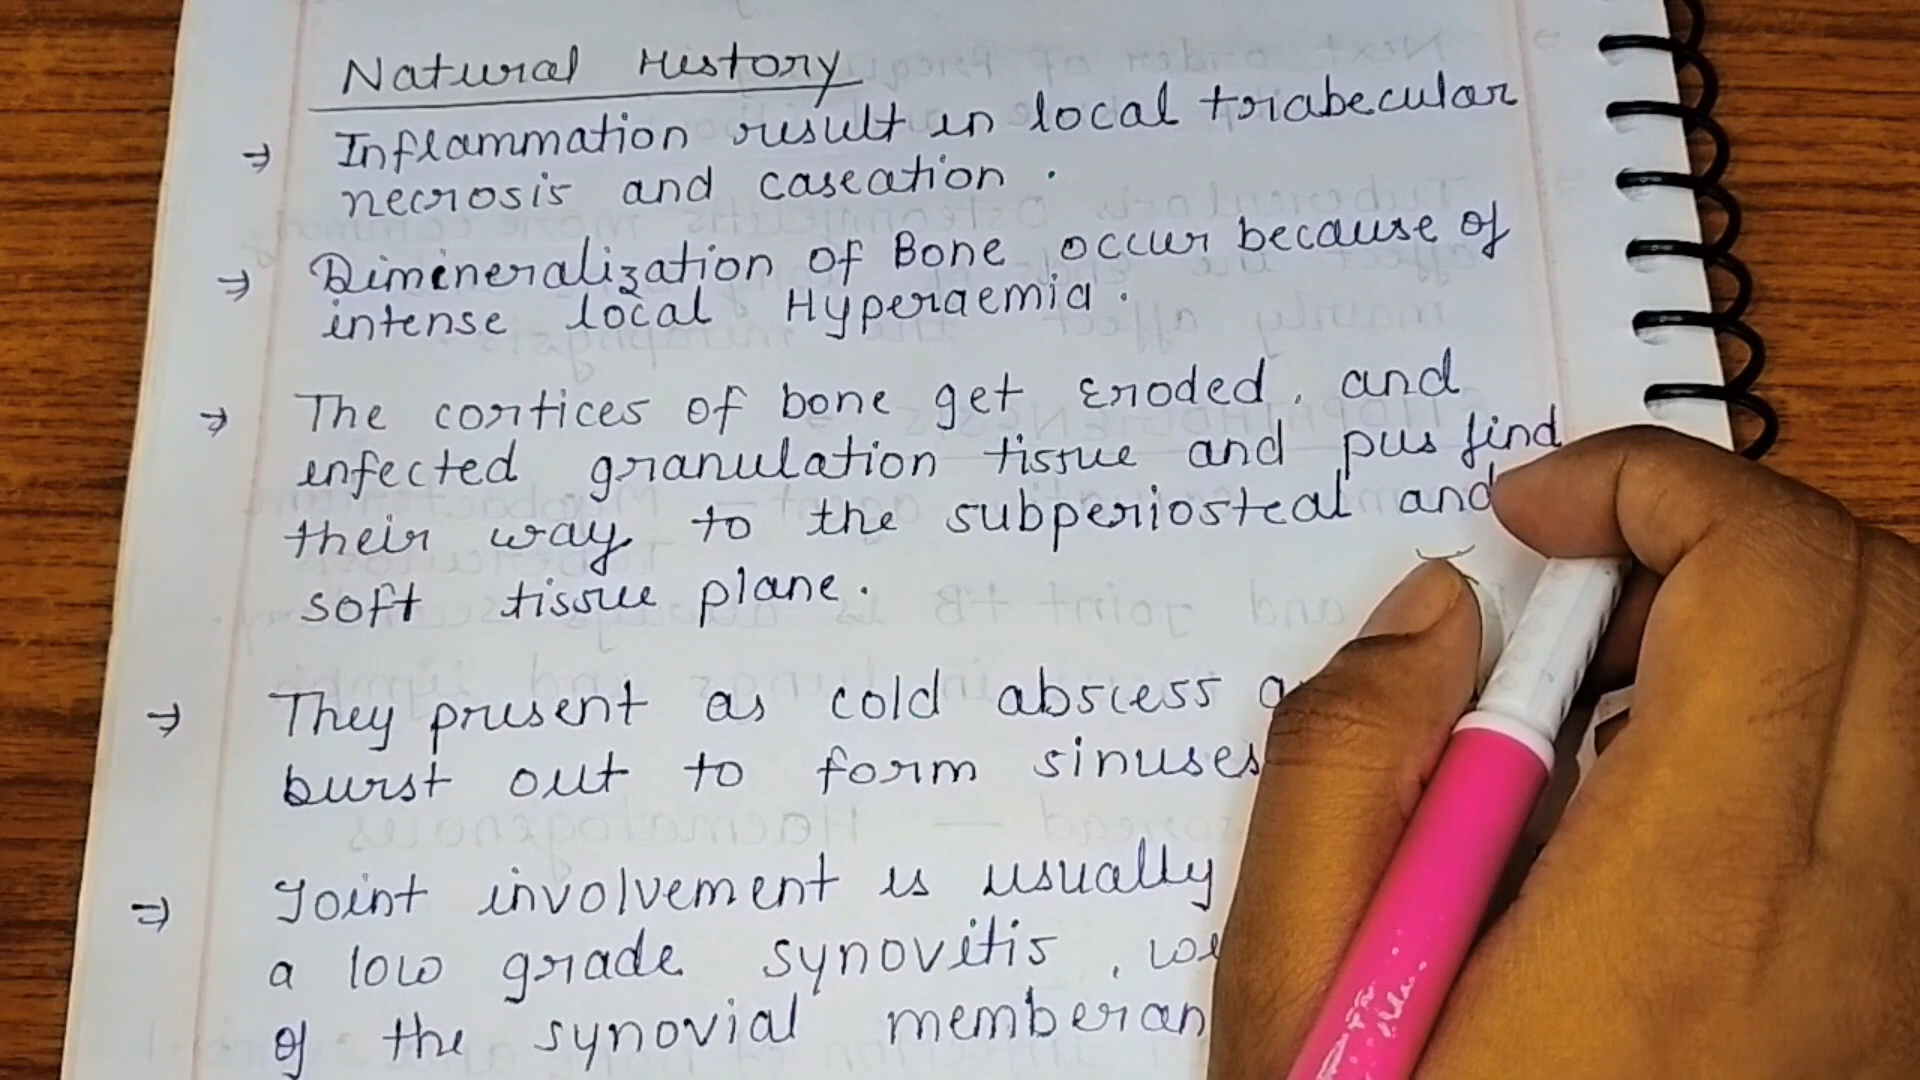 Natural History
⇒ Inflammation result in local trabecular
necrosis and caseation.
⇒ Dimineralization of Bone occur because of
intense local Hyperaemia.
⇒ The cortices of bone get Eroded, and
infected granulation tissue and pus find
their way to the subperiosteal and
soft tissue plane.
⇒ They present as cold abscess
burst out to form sinuses
⇒ Joint involvement is usually
a low grade synovitis,
of the synovial memberan